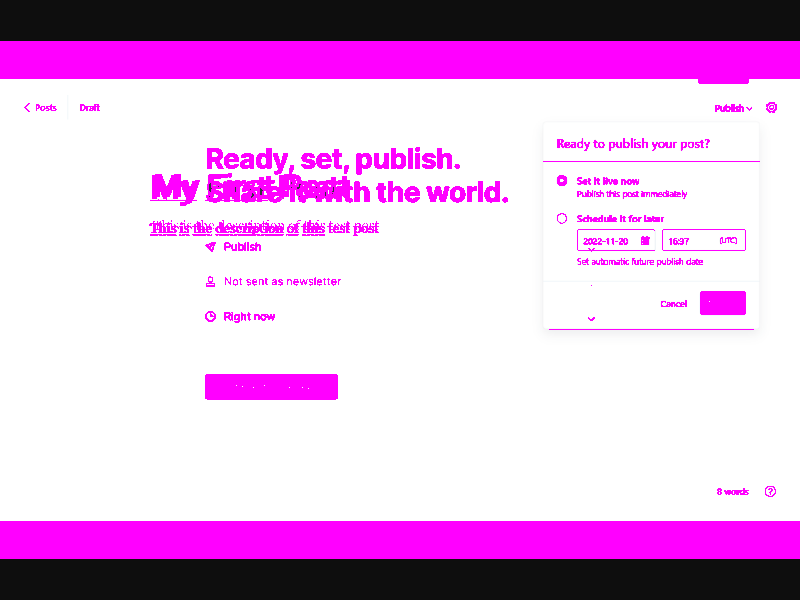 Posts
Draft
Publish
Ready, set, publish.
Share it with the world.
My First Post
This is the description of this test post
Publish
Not sent as newsletter
Right now
Ready to publish your post?
Set it live now
Publish this post immediately
Schedule it for later
2022-11-20
(UTC)
Set automatic future publish date
Cancel
8 words